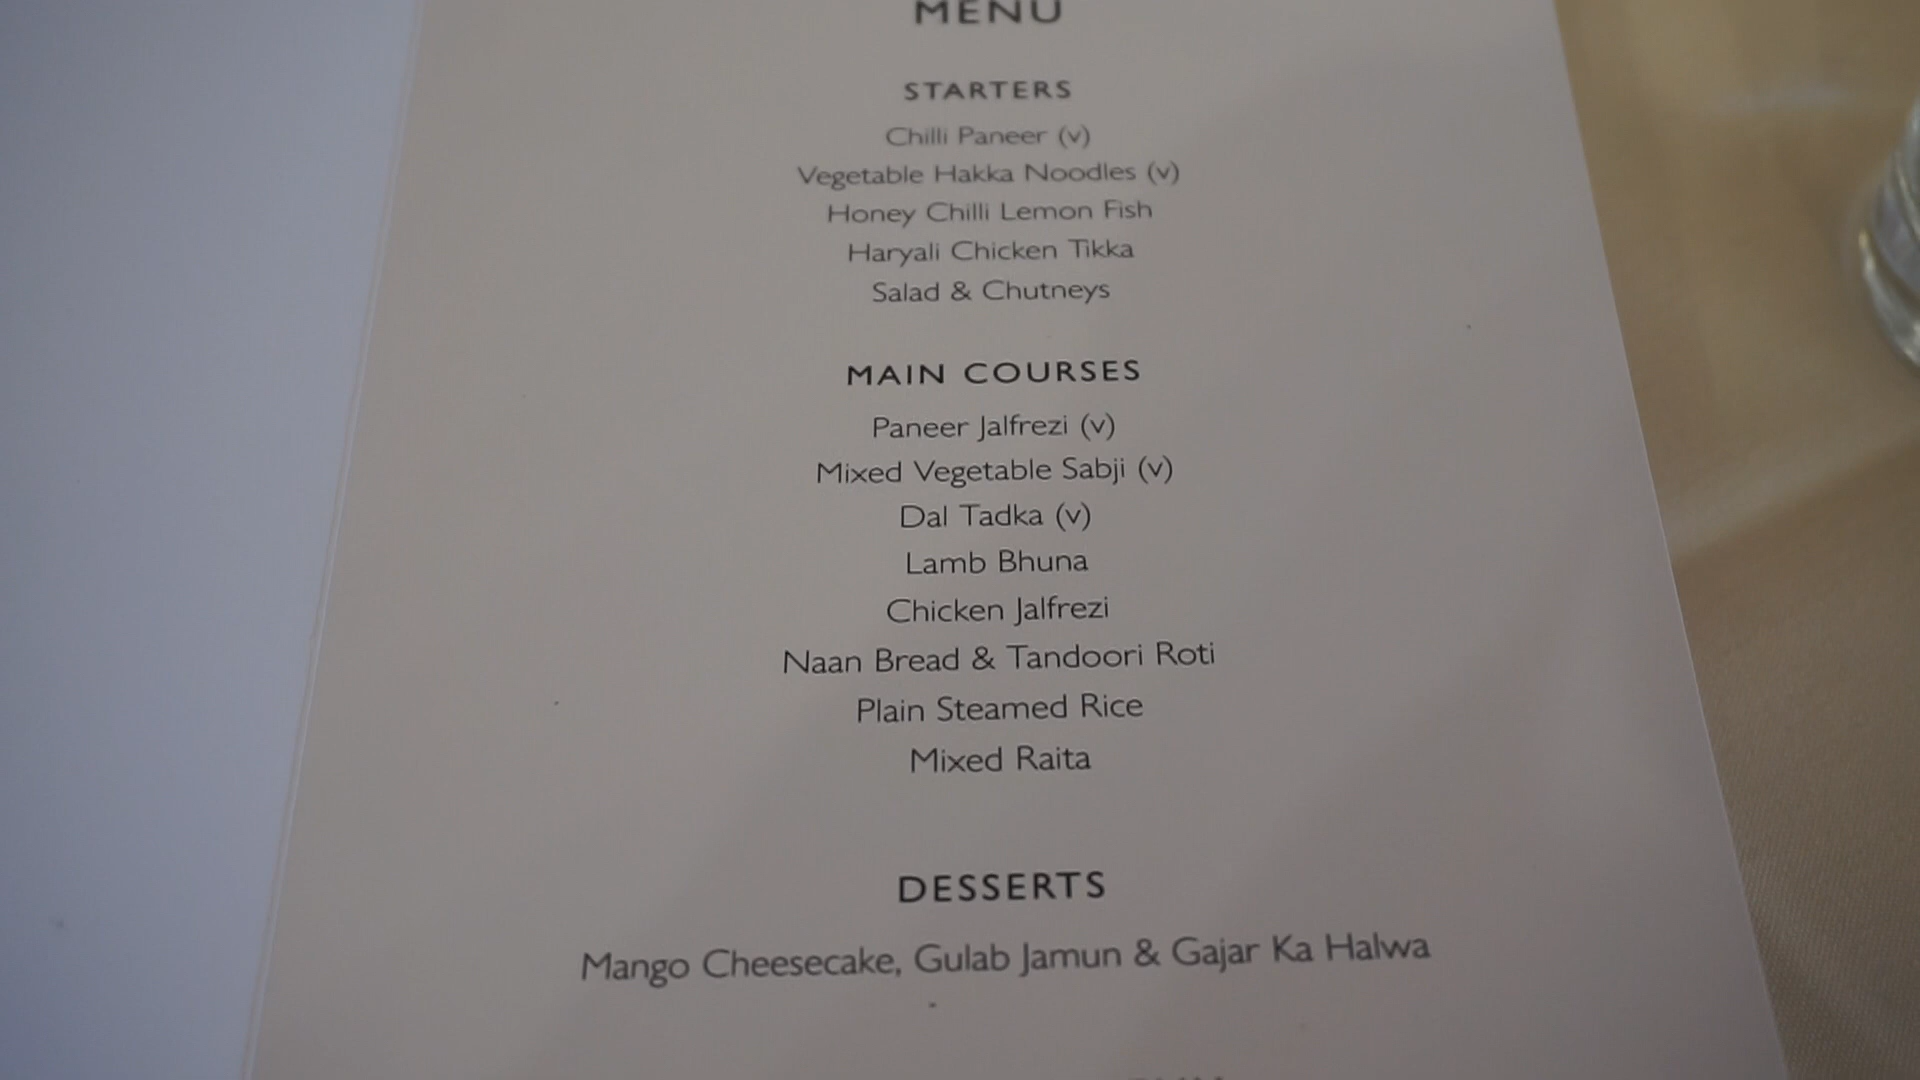 MENU
STARTERS
Chilli Paneer (v)
Vegetable Hakka Noodles (v)
Honey Chilli Lemon Fish
Haryali Chicken Tikka
Salad & Chutneys
MAIN COURSES
Paneer Jalfrezi (v)
Mixed Vegetable Sabji (v)
Dal Tadka (v)
Lamb Bhuna
Chicken Jalfrezi
Naan Bread & Tandoori Roti
Plain Steamed Rice
Mixed Raita
DESSERTS
Mango Cheesecake, Gulab Jamun & Gajar Ka Halwa